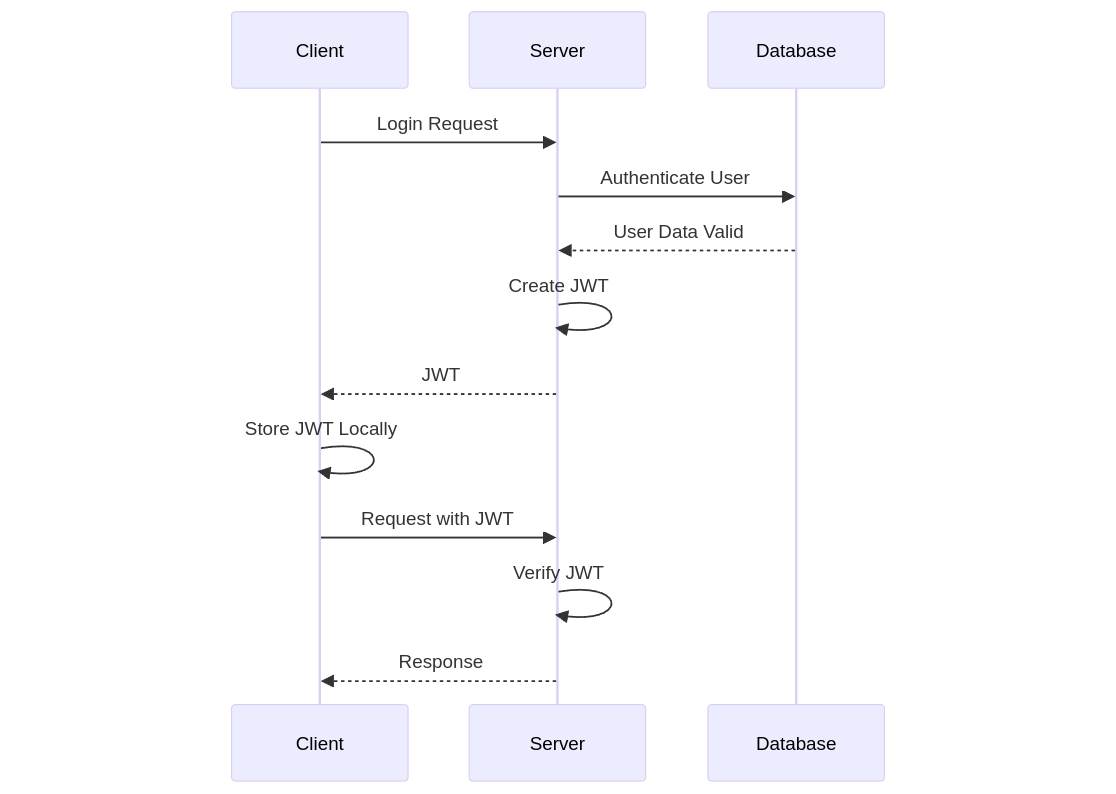 Client
Server
Database
Login Request
Authenticate User
User Data Valid
Create JWT
JWT
Store JWT Locally
Request with JWT
Verify JWT
Response
Client
Server
Database